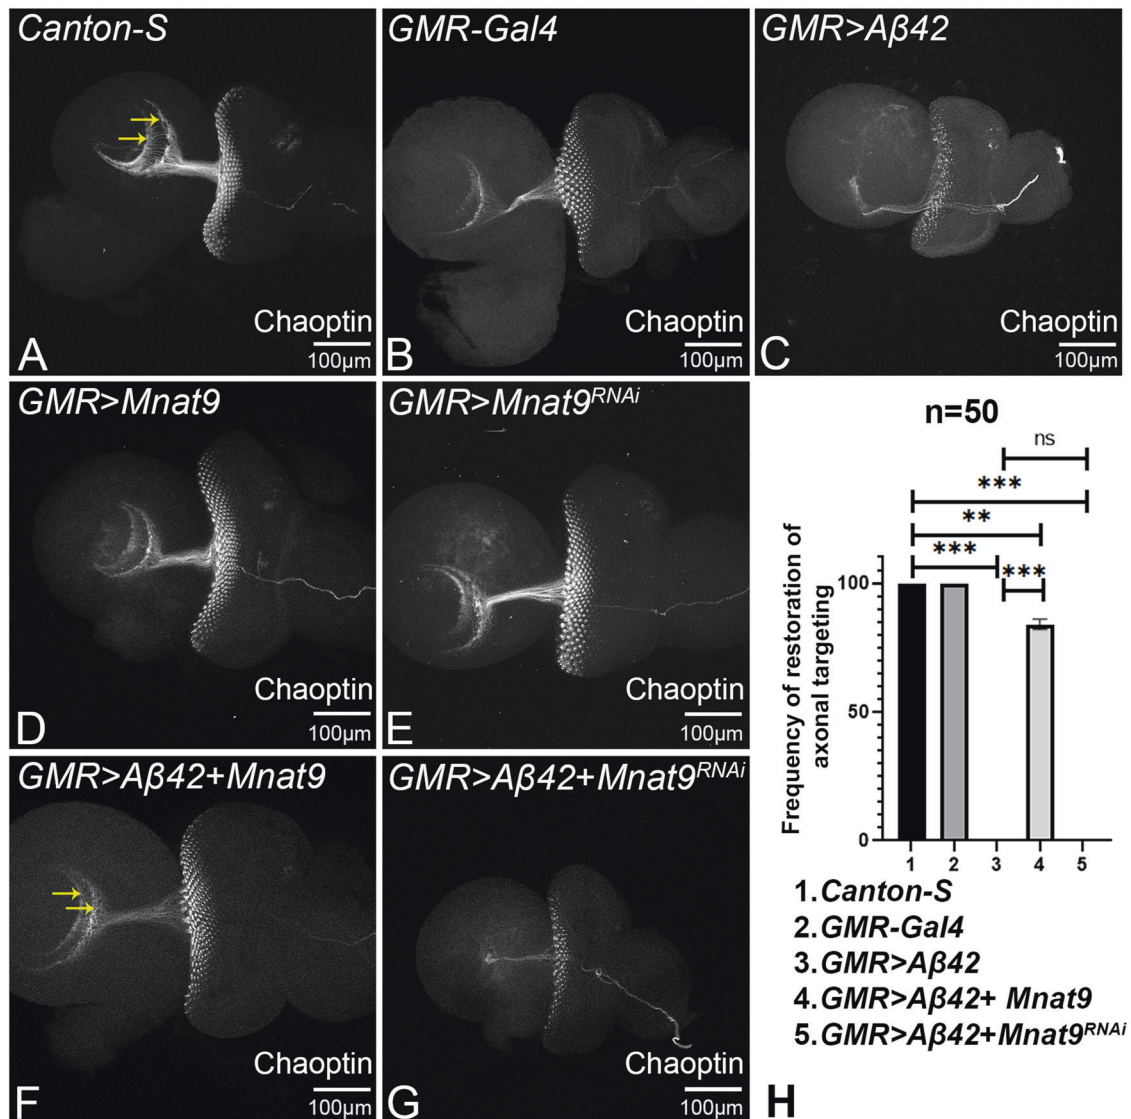 Canton-S
Chaoptin
A
100µm
GMR-Gal4
Chaoptin
B
100µm
GMR>Aβ42
Chaoptin
C
100µm
GMR>Mnat9
Chaoptin
D
100µm
GMR>Mnat9RNAi
Chaoptin
E
100µm
GMR>Aβ42+Mnat9
Chaoptin
F
100µm
GMR>Aβ42+Mnat9RNAi
Chaoptin
G
100µm
n=50
ns
***
**
***
***
Frequency of restoration of
axonal targeting
100
50
0
1 2 3 4 5
1.Canton-S
2.GMR-Gal4
3.GMR>Aβ42
4.GMR>Aβ42+ Mnat9
5.GMR>Aβ42+Mnat9RNAi
H